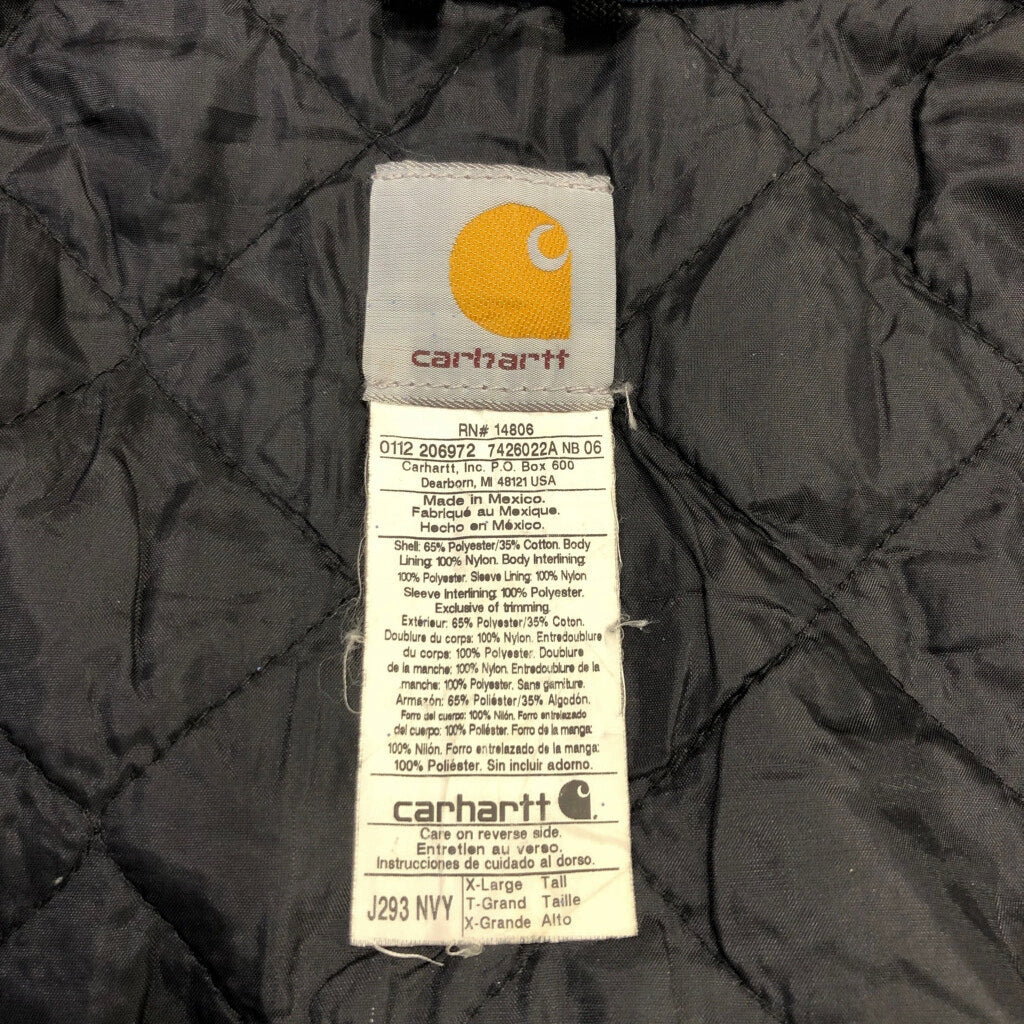 carhartt
RN# 14806
0112 206972 7426022A NB 06
Carhartt, Inc. P.O. Box 600
Dearborn, MI 48121 USA
Made in Mexico.
Fabriqué au Mexique.
Hecho en México.
Shell: 65% Polyester/35% Cotton. Body
Lining: 100% Nylon. Body Interlining:
100% Polyester. Sleeve Lining: 100% Nylon
Sleeve Interlining: 100% Polyester.
Exclusive of trimming.
Extérieur: 65% Polyester/35% Coton.
Doublure du corps: 100% Nylon. Entredoublure
du corps: 100% Polyester. Doublure
de la manche: 100% Nylon. Entredoublure de la
manche: 100% Polyester. Sans garniture.
Armazón: 65% Poliéster/35% Algodón.
Forro del cuerpo: 100% Nilón. Forro entrelazado
del cuerpo: 100% Poliéster. Forro de la manga:
100% Nilón. Forro entrelazado de la manga:
100% Poliéster. Sin incluir adorno.
carhartt
Care on reverse side.
Entretien au verso.
Instrucciones de cuidado al dorso.
J293 NVY
X-Large Tall
T-Grand Taille
X-Grande Alto